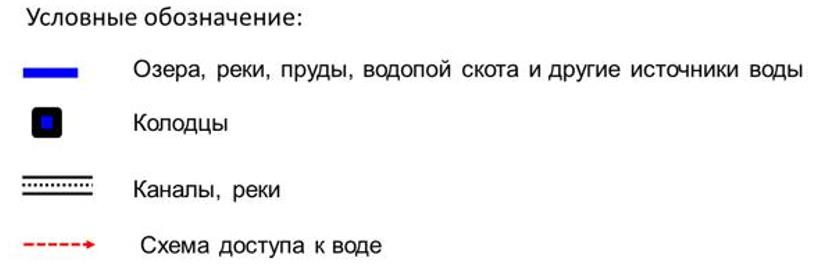 Условные обозначение:
Озера, реки, пруды, водопой скота и другие источники воды
Колодцы
Каналы, реки
Схема доступа к воде